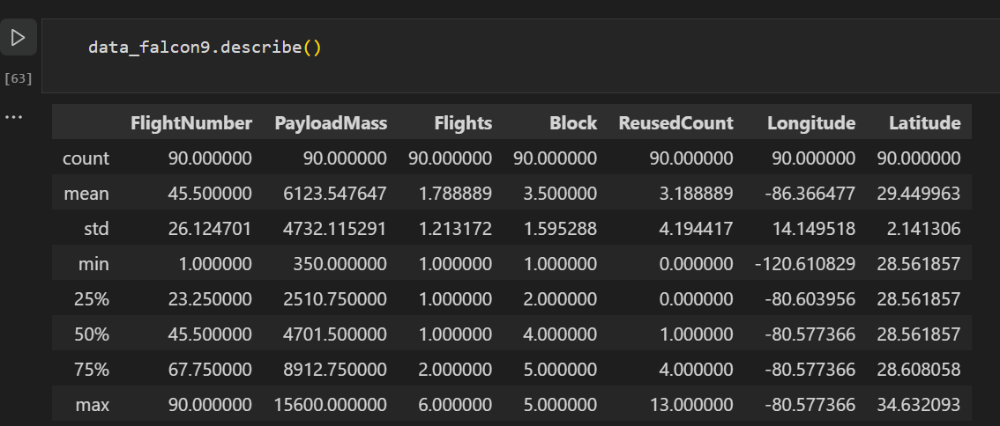 data_falcon9.describe()
[63]
...
FlightNumber PayloadMass Flights Block ReusedCount Longitude Latitude
count 90.000000 90.000000 90.000000 90.000000 90.000000 90.000000 90.000000
mean 45.500000 6123.547647 1.788889 3.500000 3.188889 -86.366477 29.449963
std 26.124701 4732.115291 1.213172 1.595288 4.194417 14.149518 2.141306
min 1.000000 350.000000 1.000000 1.000000 0.000000 -120.610829 28.561857
25% 23.250000 2510.750000 1.000000 2.000000 0.000000 -80.603956 28.561857
50% 45.500000 4701.500000 1.000000 4.000000 1.000000 -80.577366 28.561857
75% 67.750000 8912.750000 2.000000 5.000000 4.000000 -80.577366 28.608058
max 90.000000 15600.000000 6.000000 5.000000 13.000000 -80.577366 34.632093